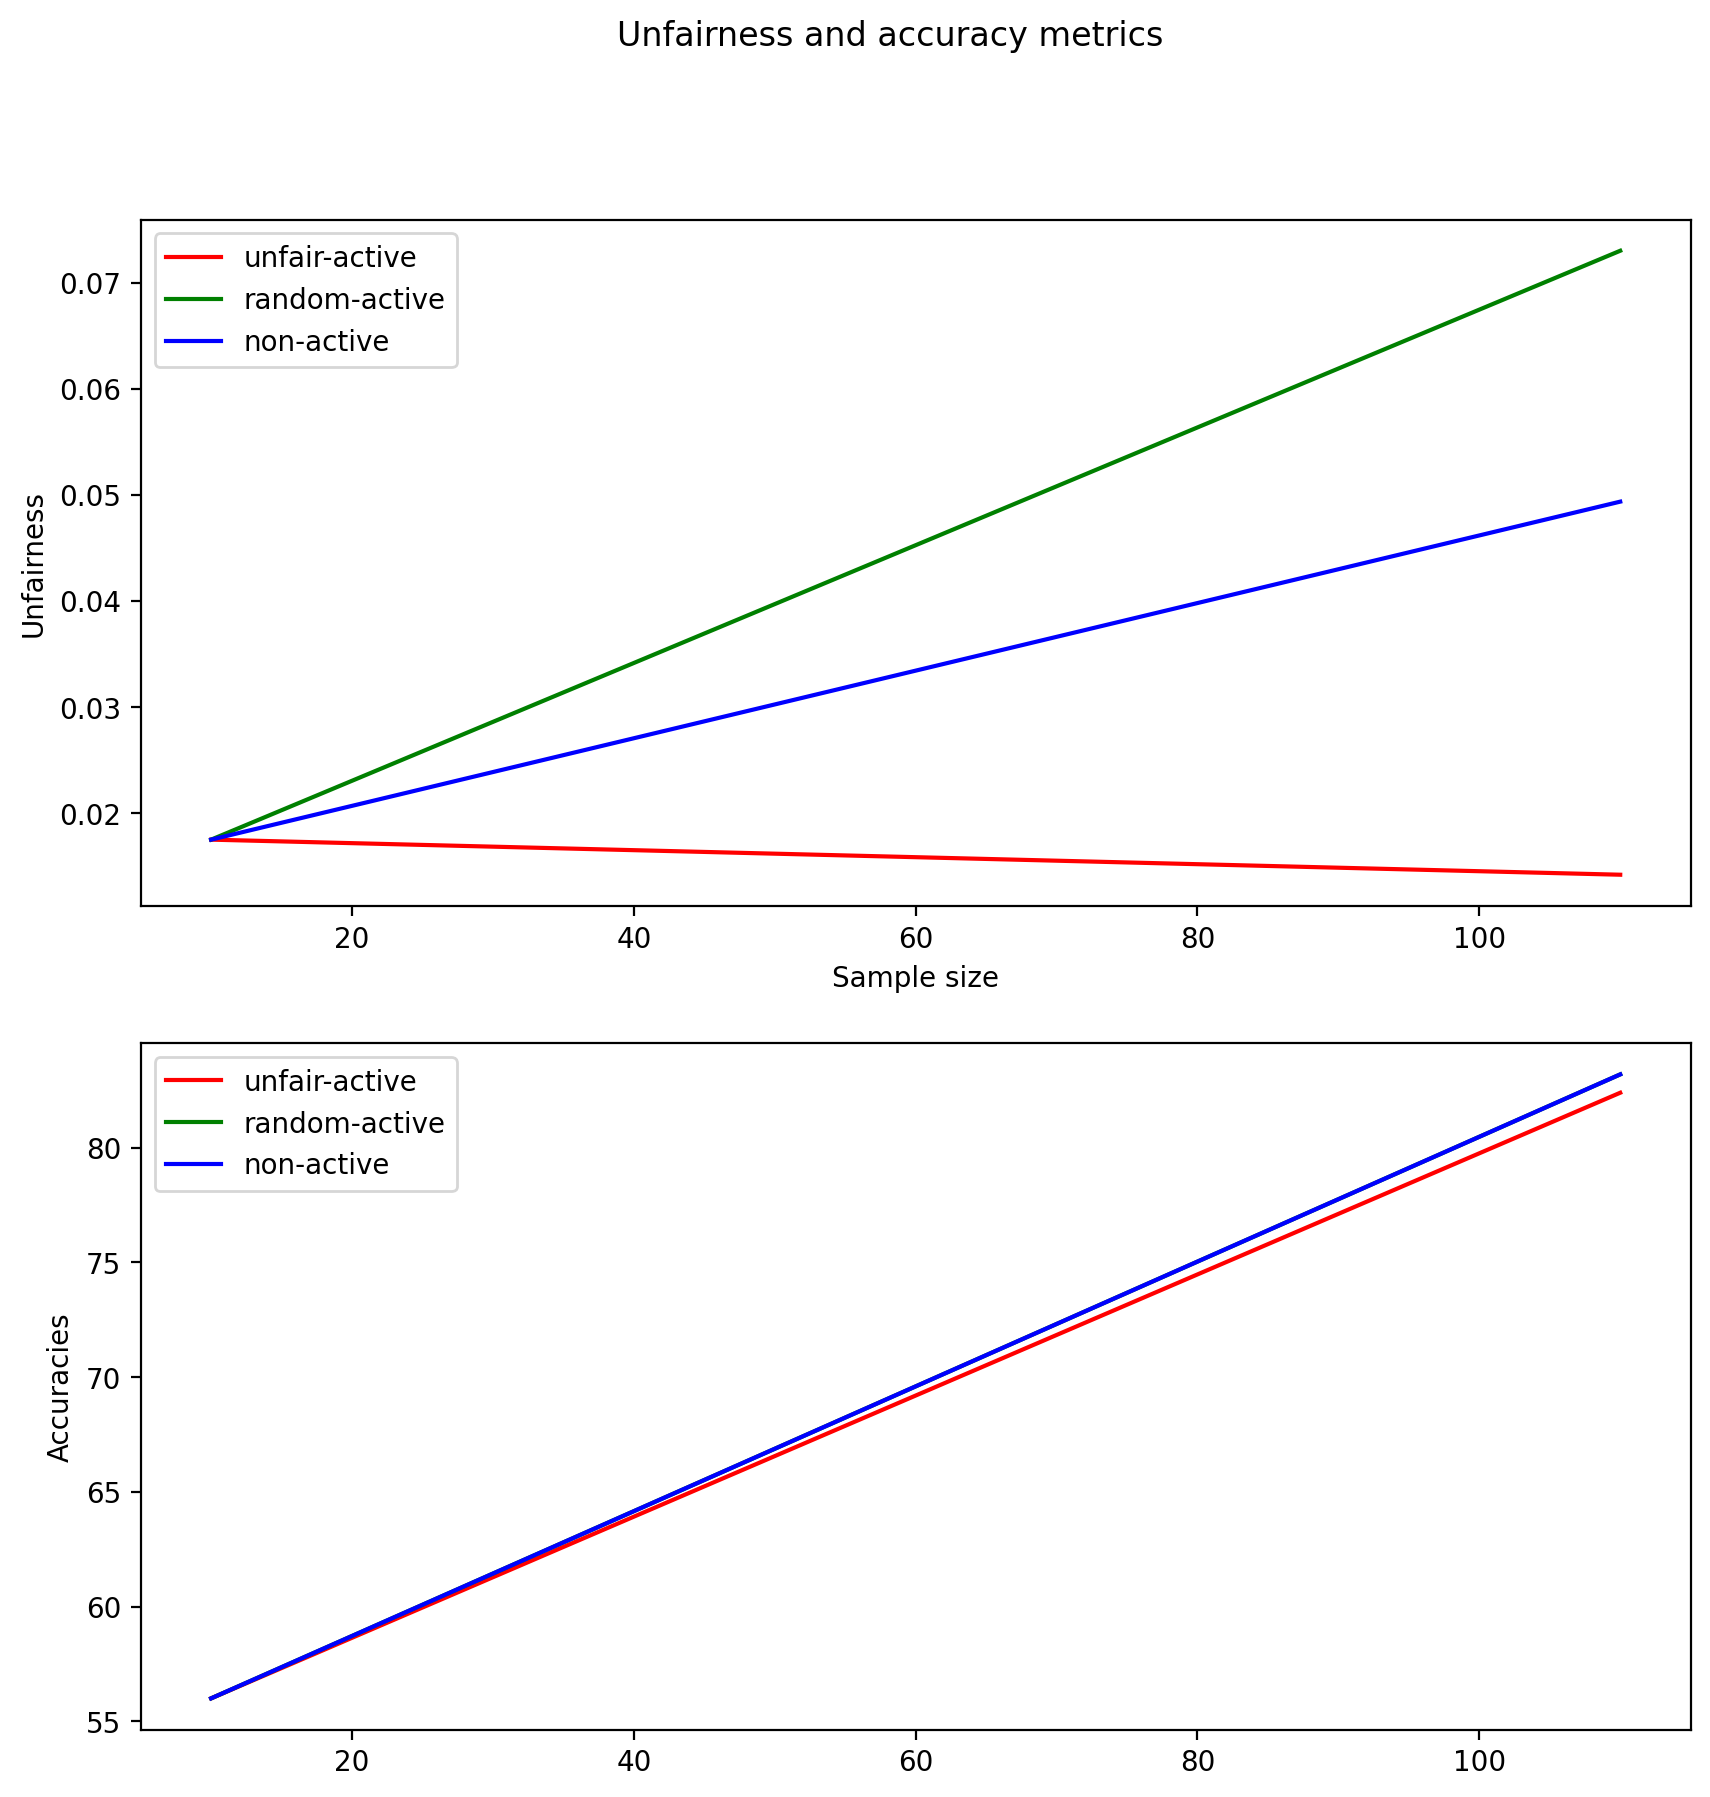 Unfairness and accuracy metrics
unfair-active
random-active
non-active
0.07
0.06
0.05
0.04
0.03
0.02
Unfairness
20 40 60 80 100
Sample size
unfair-active
random-active
non-active
80
75
70
65
60
55
Accuracies
20 40 60 80 100